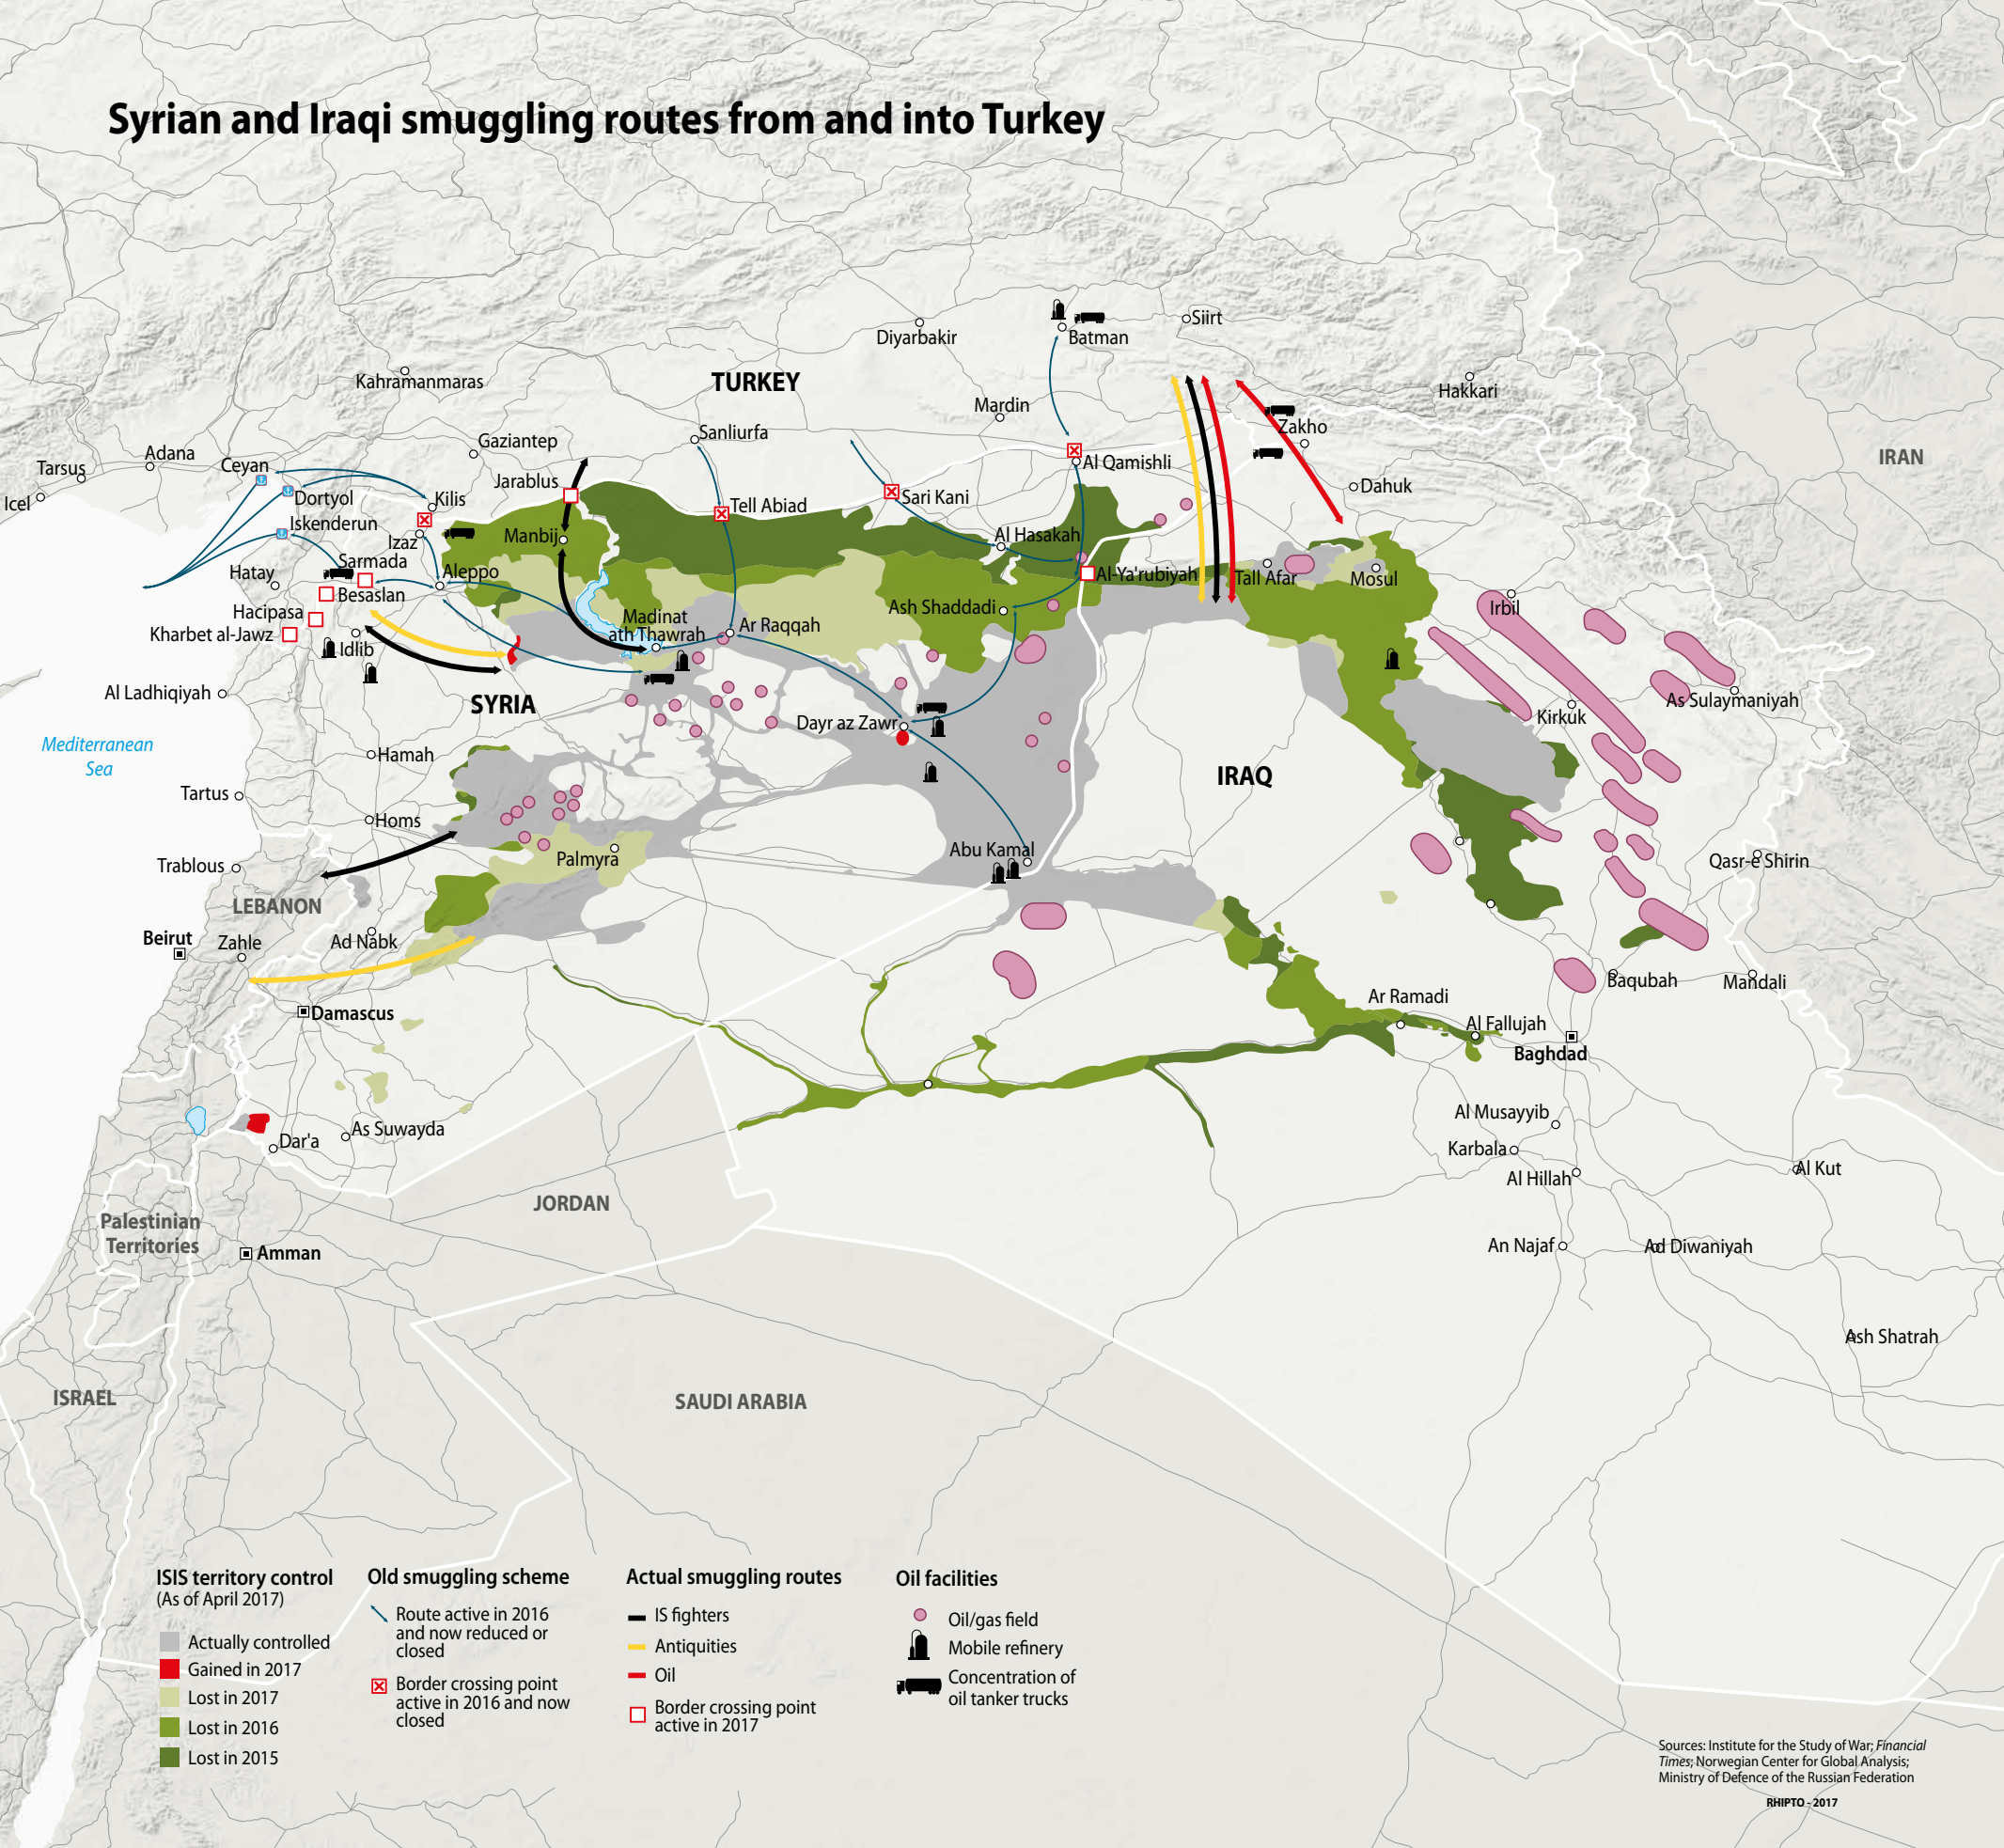 Syrian and Iraqi smuggling routes from and into Turkey
Siirt
Diyarbakir
Batman
TURKEY
Kahramanmaras
Hakkari
Mardin
Zakho
Sanliurfa
Gaziantep
Adana
Ceyan
Tarsus
Al Qamishli
IRAN
Jarablus
Dahuk
Icel
Dortyol
Kilis
Tell Abiad
Sari Kani
Iskenderun
Izaz
Manbij
Al Hasakah
Sarmada
Hatay
Aleppo
Al-Ya'rubiyah
Tall Afar
Mosul
Besaslan
Hacipasa
Ash Shaddadi
Irbil
Kharbet al-Jawz
Madinat
ath Thawrah
Ar Raqqah
Idlib
Al Ladhiqiyah
SYRIA
As Sulaymaniyah
Kirkuk
Dayr az Zawr
Mediterranean
Sea
Hamah
IRAQ
Tartus
Homs
Abu Kamal
Palmyra
Trablous
Qasr-e Shirin
LEBANON
Beirut
Zahle
Ad Nabk
Baqubah
Mandali
Ar Ramadi
Damascus
Al Fallujah
Baghdad
Al Musayyib
As Suwayda
Dar'a
Karbala
Al Kut
Al Hillah
JORDAN
Palestinian
Territories
Amman
An Najaf
Ad Diwaniyah
Ash Shatrah
ISRAEL
SAUDI ARABIA
ISIS territory control
(As of April 2017)
Actually controlled
Gained in 2017
Lost in 2017
Lost in 2016
Lost in 2015
Old smuggling scheme
Route active in 2016
and now reduced or
closed
Border crossing point
active in 2016 and now
closed
Actual smuggling routes
IS fighters
Antiquities
Oil
Border crossing point
active in 2017
Oil facilities
Oil/gas field
Mobile refinery
Concentration of
oil tanker trucks
Sources: Institute for the Study of War; Financial
Times; Norwegian Center for Global Analysis;
Ministry of Defence of the Russian Federation
RHIPTO - 2017